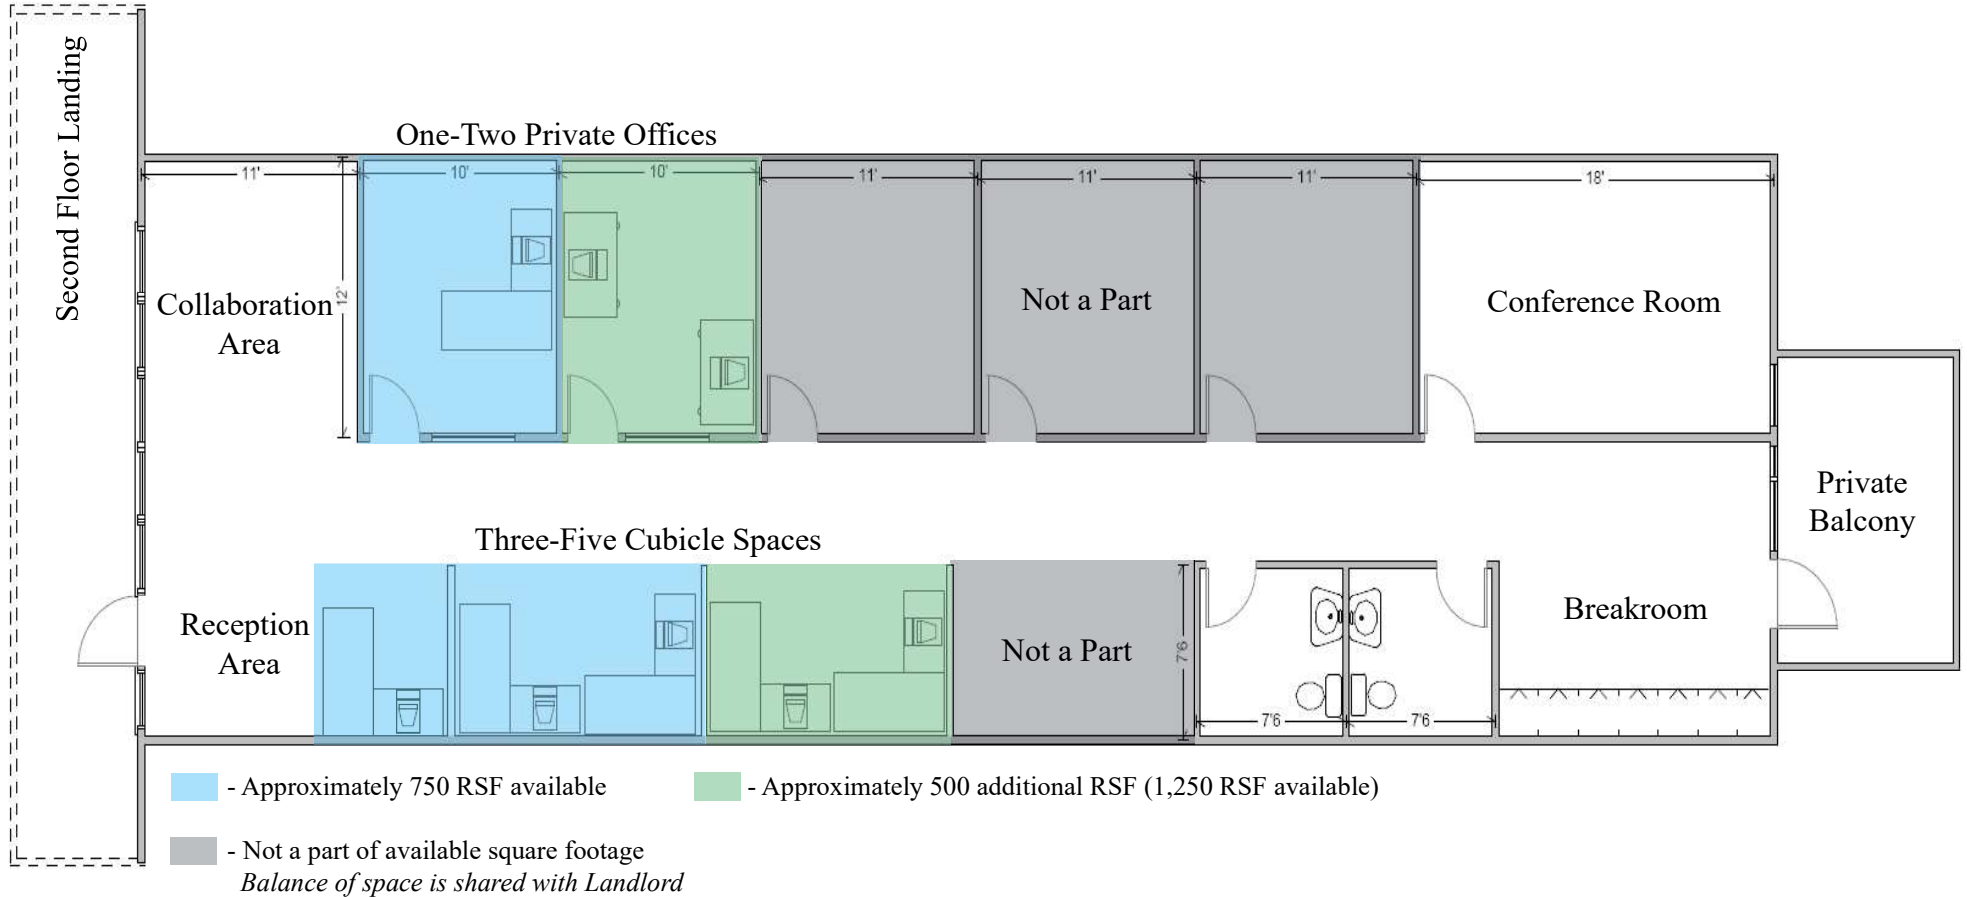 Second Floor Landing
One-Two Private Offices
11'
10'
10'
11'
11'
11'
18'
12'
Collaboration
Area
Not a Part
Conference Room
Private
Balcony
Three-Five Cubicle Spaces
Reception
Area
Not a Part
7'6
Breakroom
7'6
7'6
- Approximately 750 RSF available
- Approximately 500 additional RSF (1,250 RSF available)
- Not a part of available square footage
Balance of space is shared with Landlord